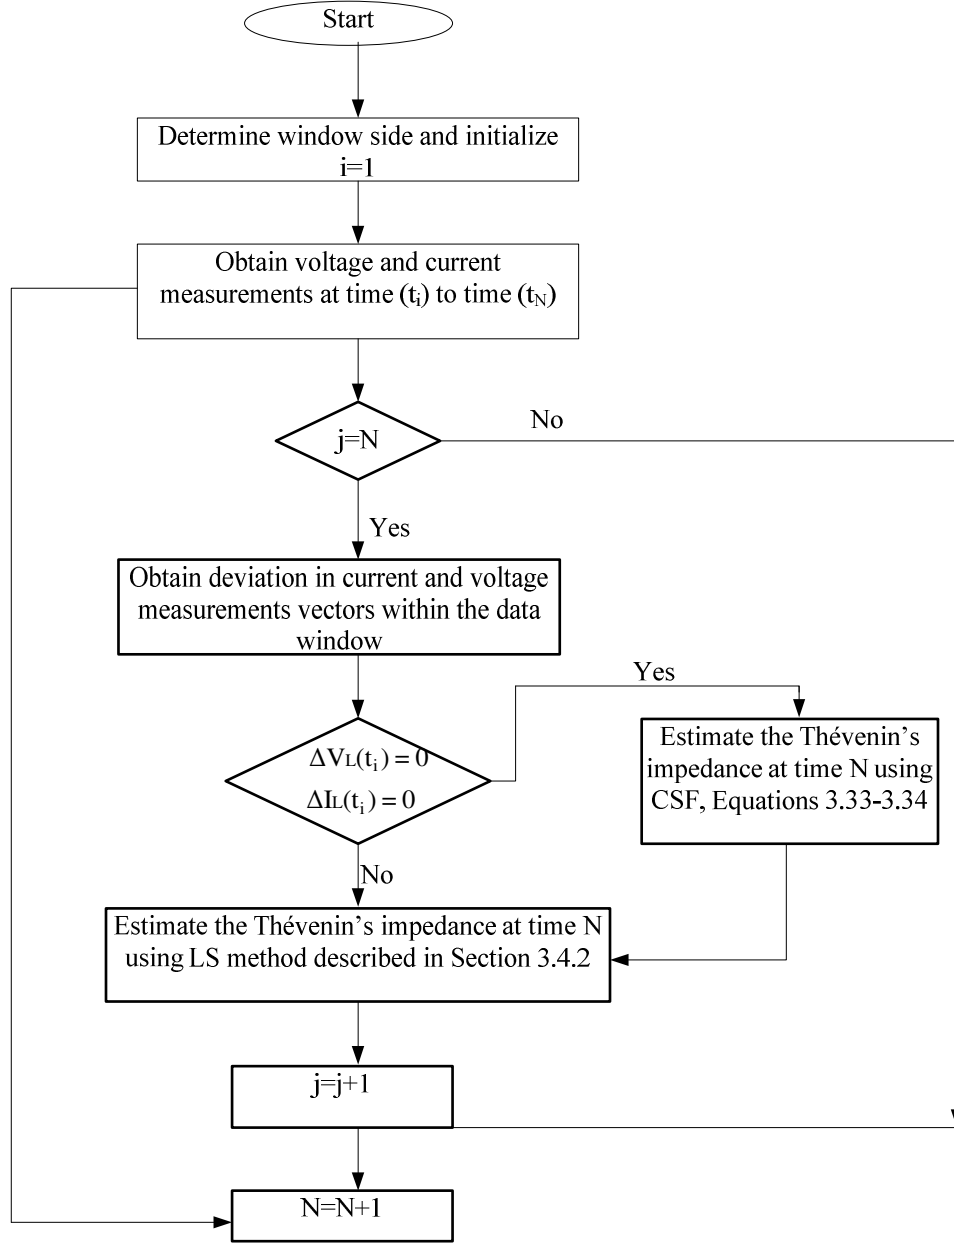 Start
Determine window side and initialize
i=1
Obtain voltage and current
measurements at time (tᵢ) to time (t_N)
No
j=N
Yes
Obtain deviation in current and voltage
measurements vectors within the data
window
Yes
Estimate the Thévenin's
impedance at time N using
CSF, Equations 3.33-3.34
ΔV_L(tᵢ) = 0
ΔI_L(tᵢ) = 0
No
Estimate the Thévenin's impedance at time N
using LS method described in Section 3.4.2
j=j+1
N=N+1